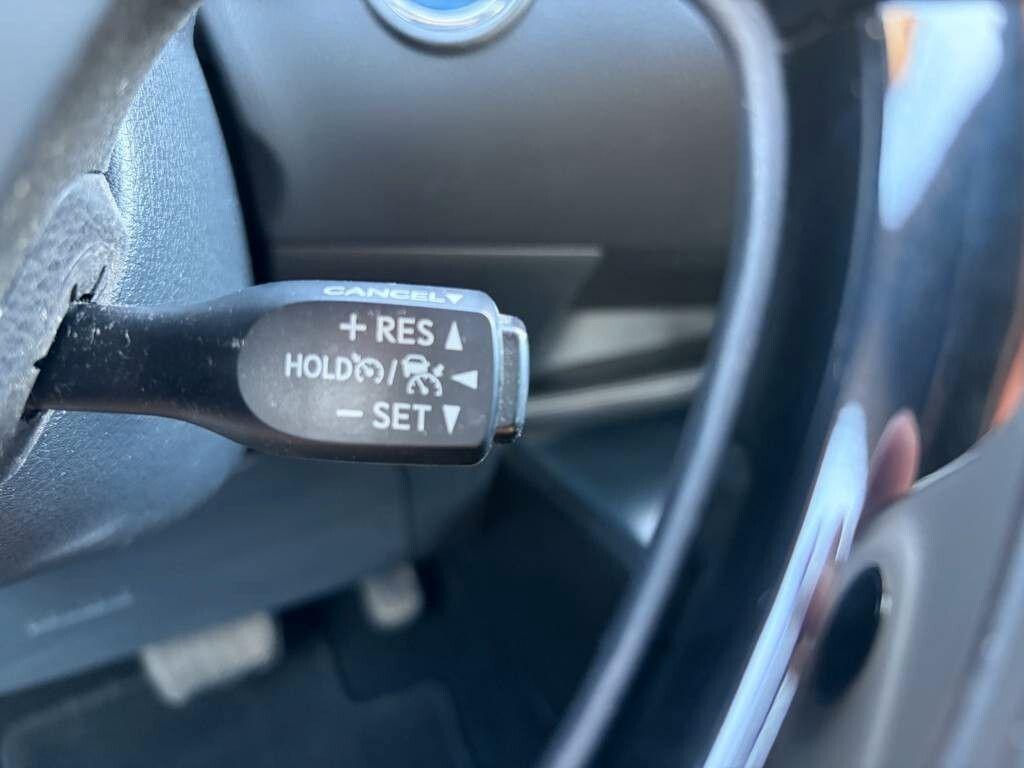 CANCEL▼
+ RES ▲
HOLD / ◄
− SET ▼